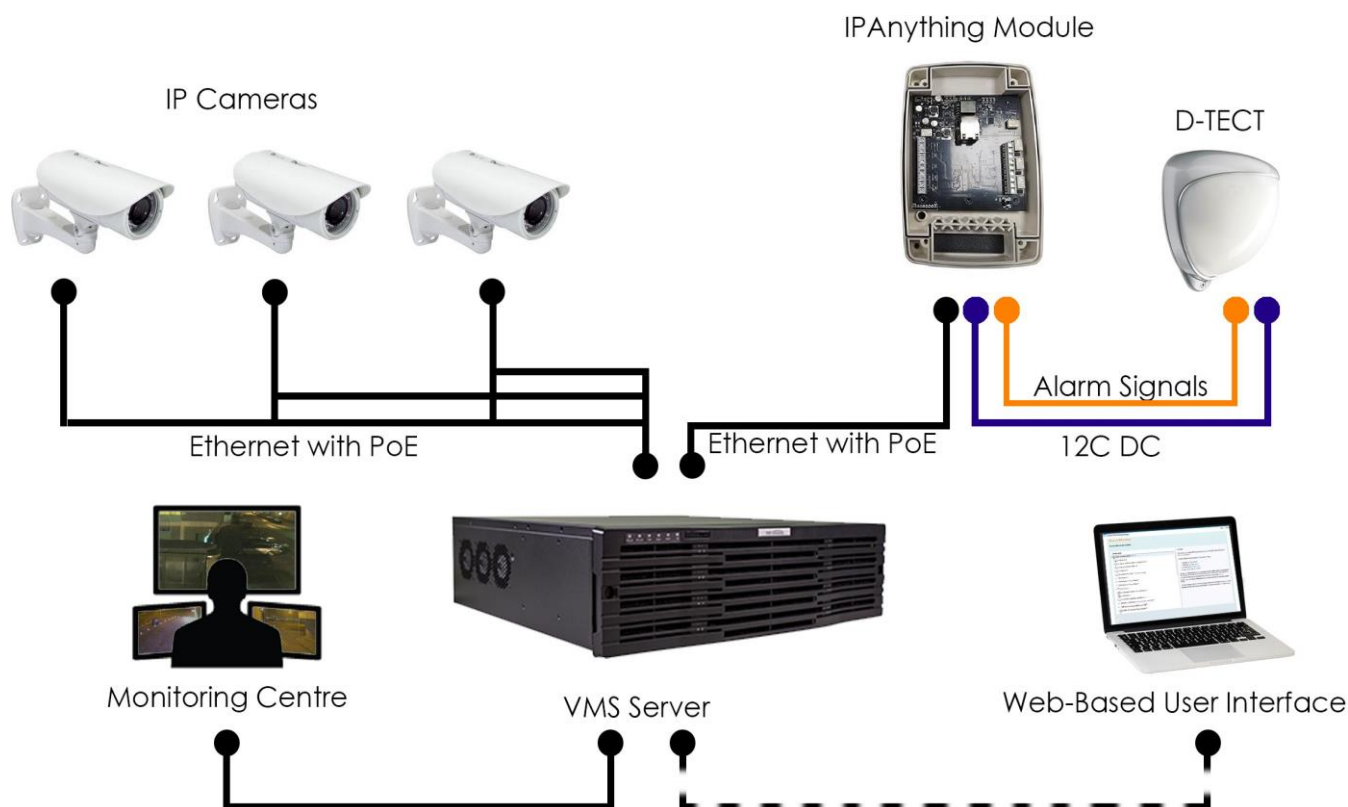 IPAnything Module
IP Cameras
D-TECT
Alarm Signals
Ethernet with PoE
Ethernet with PoE
12C DC
Monitoring Centre
VMS Server
Web-Based User Interface